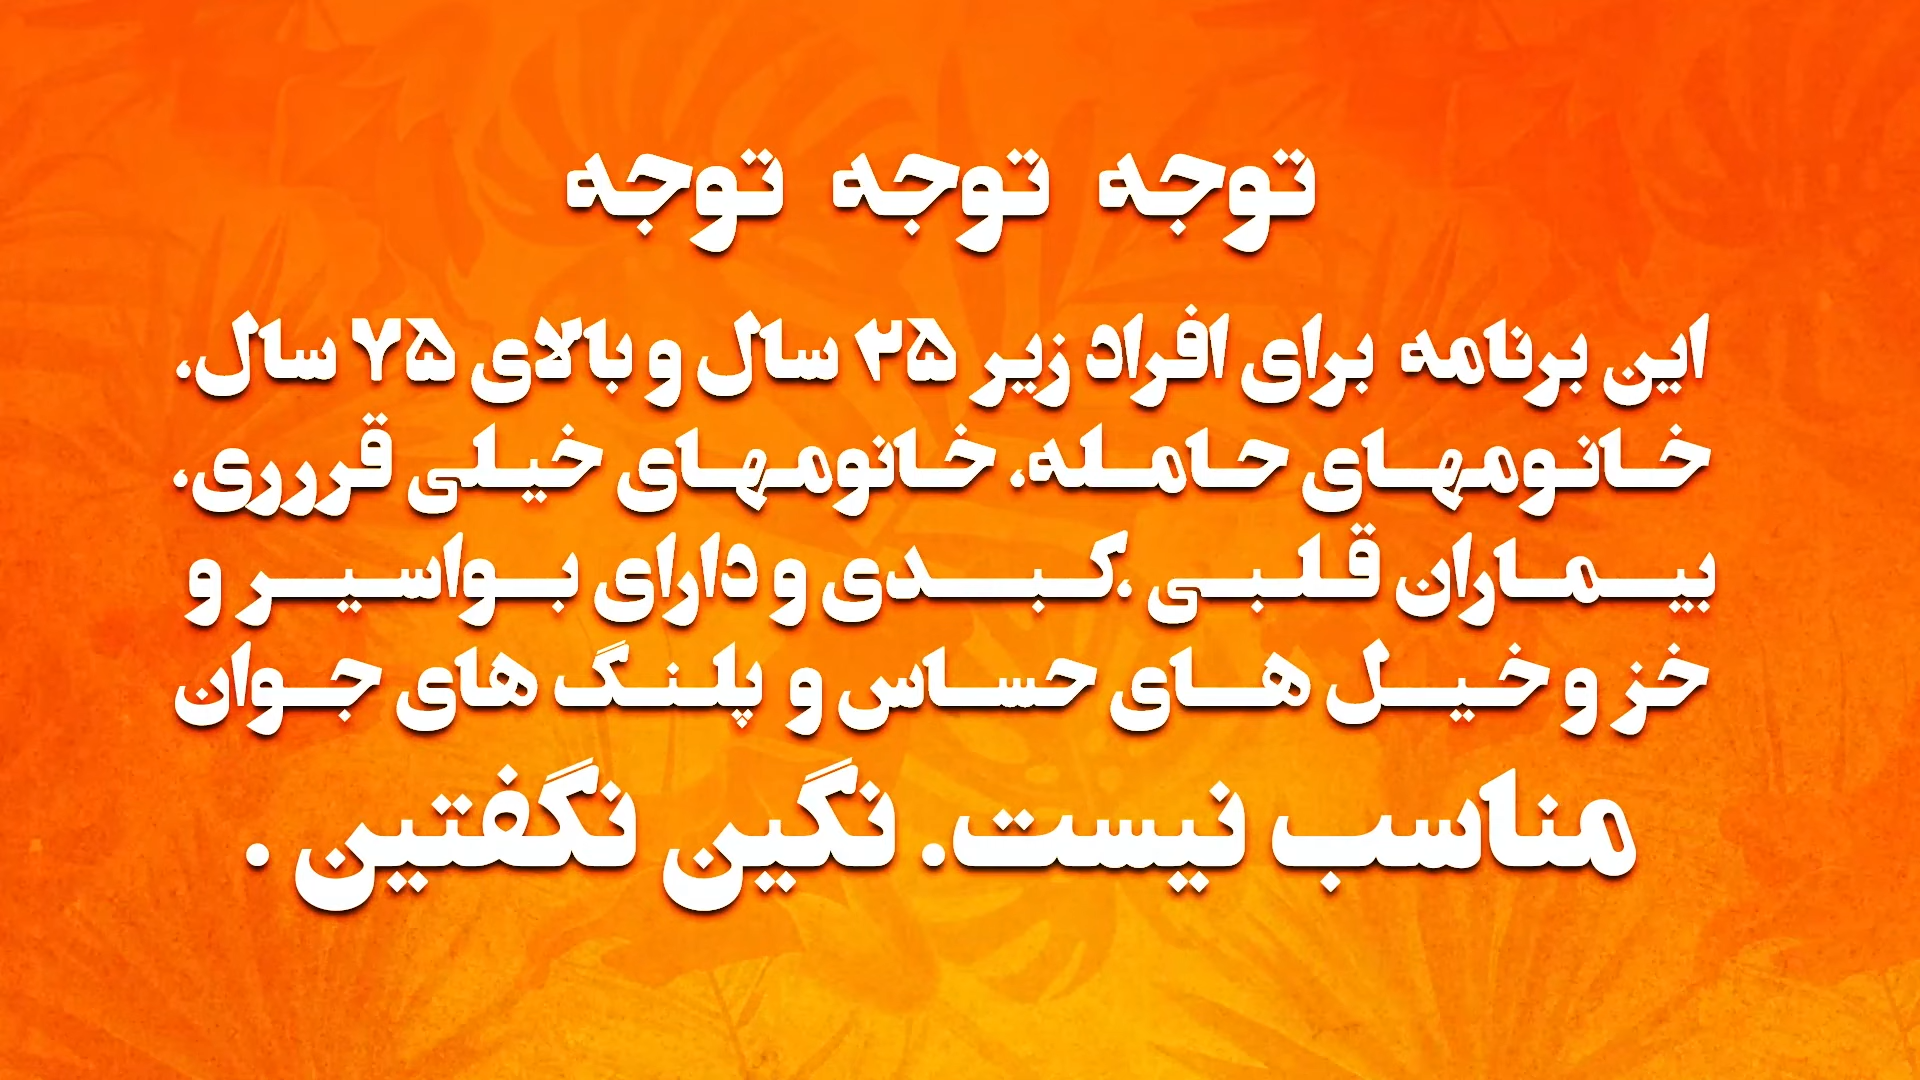 توجه توجه توجه
این برنامه برای افراد زیر ۲۵ سال و بالای ۷۵ سال،
خانومهای حامله، خانومهای خیلی قرررری،
بیماران قلبی ،کبدی و دارای بواسیر و
خز و خیل های حساس و پلنگ های جوان
مناسب نیست. نگین نگفتین .